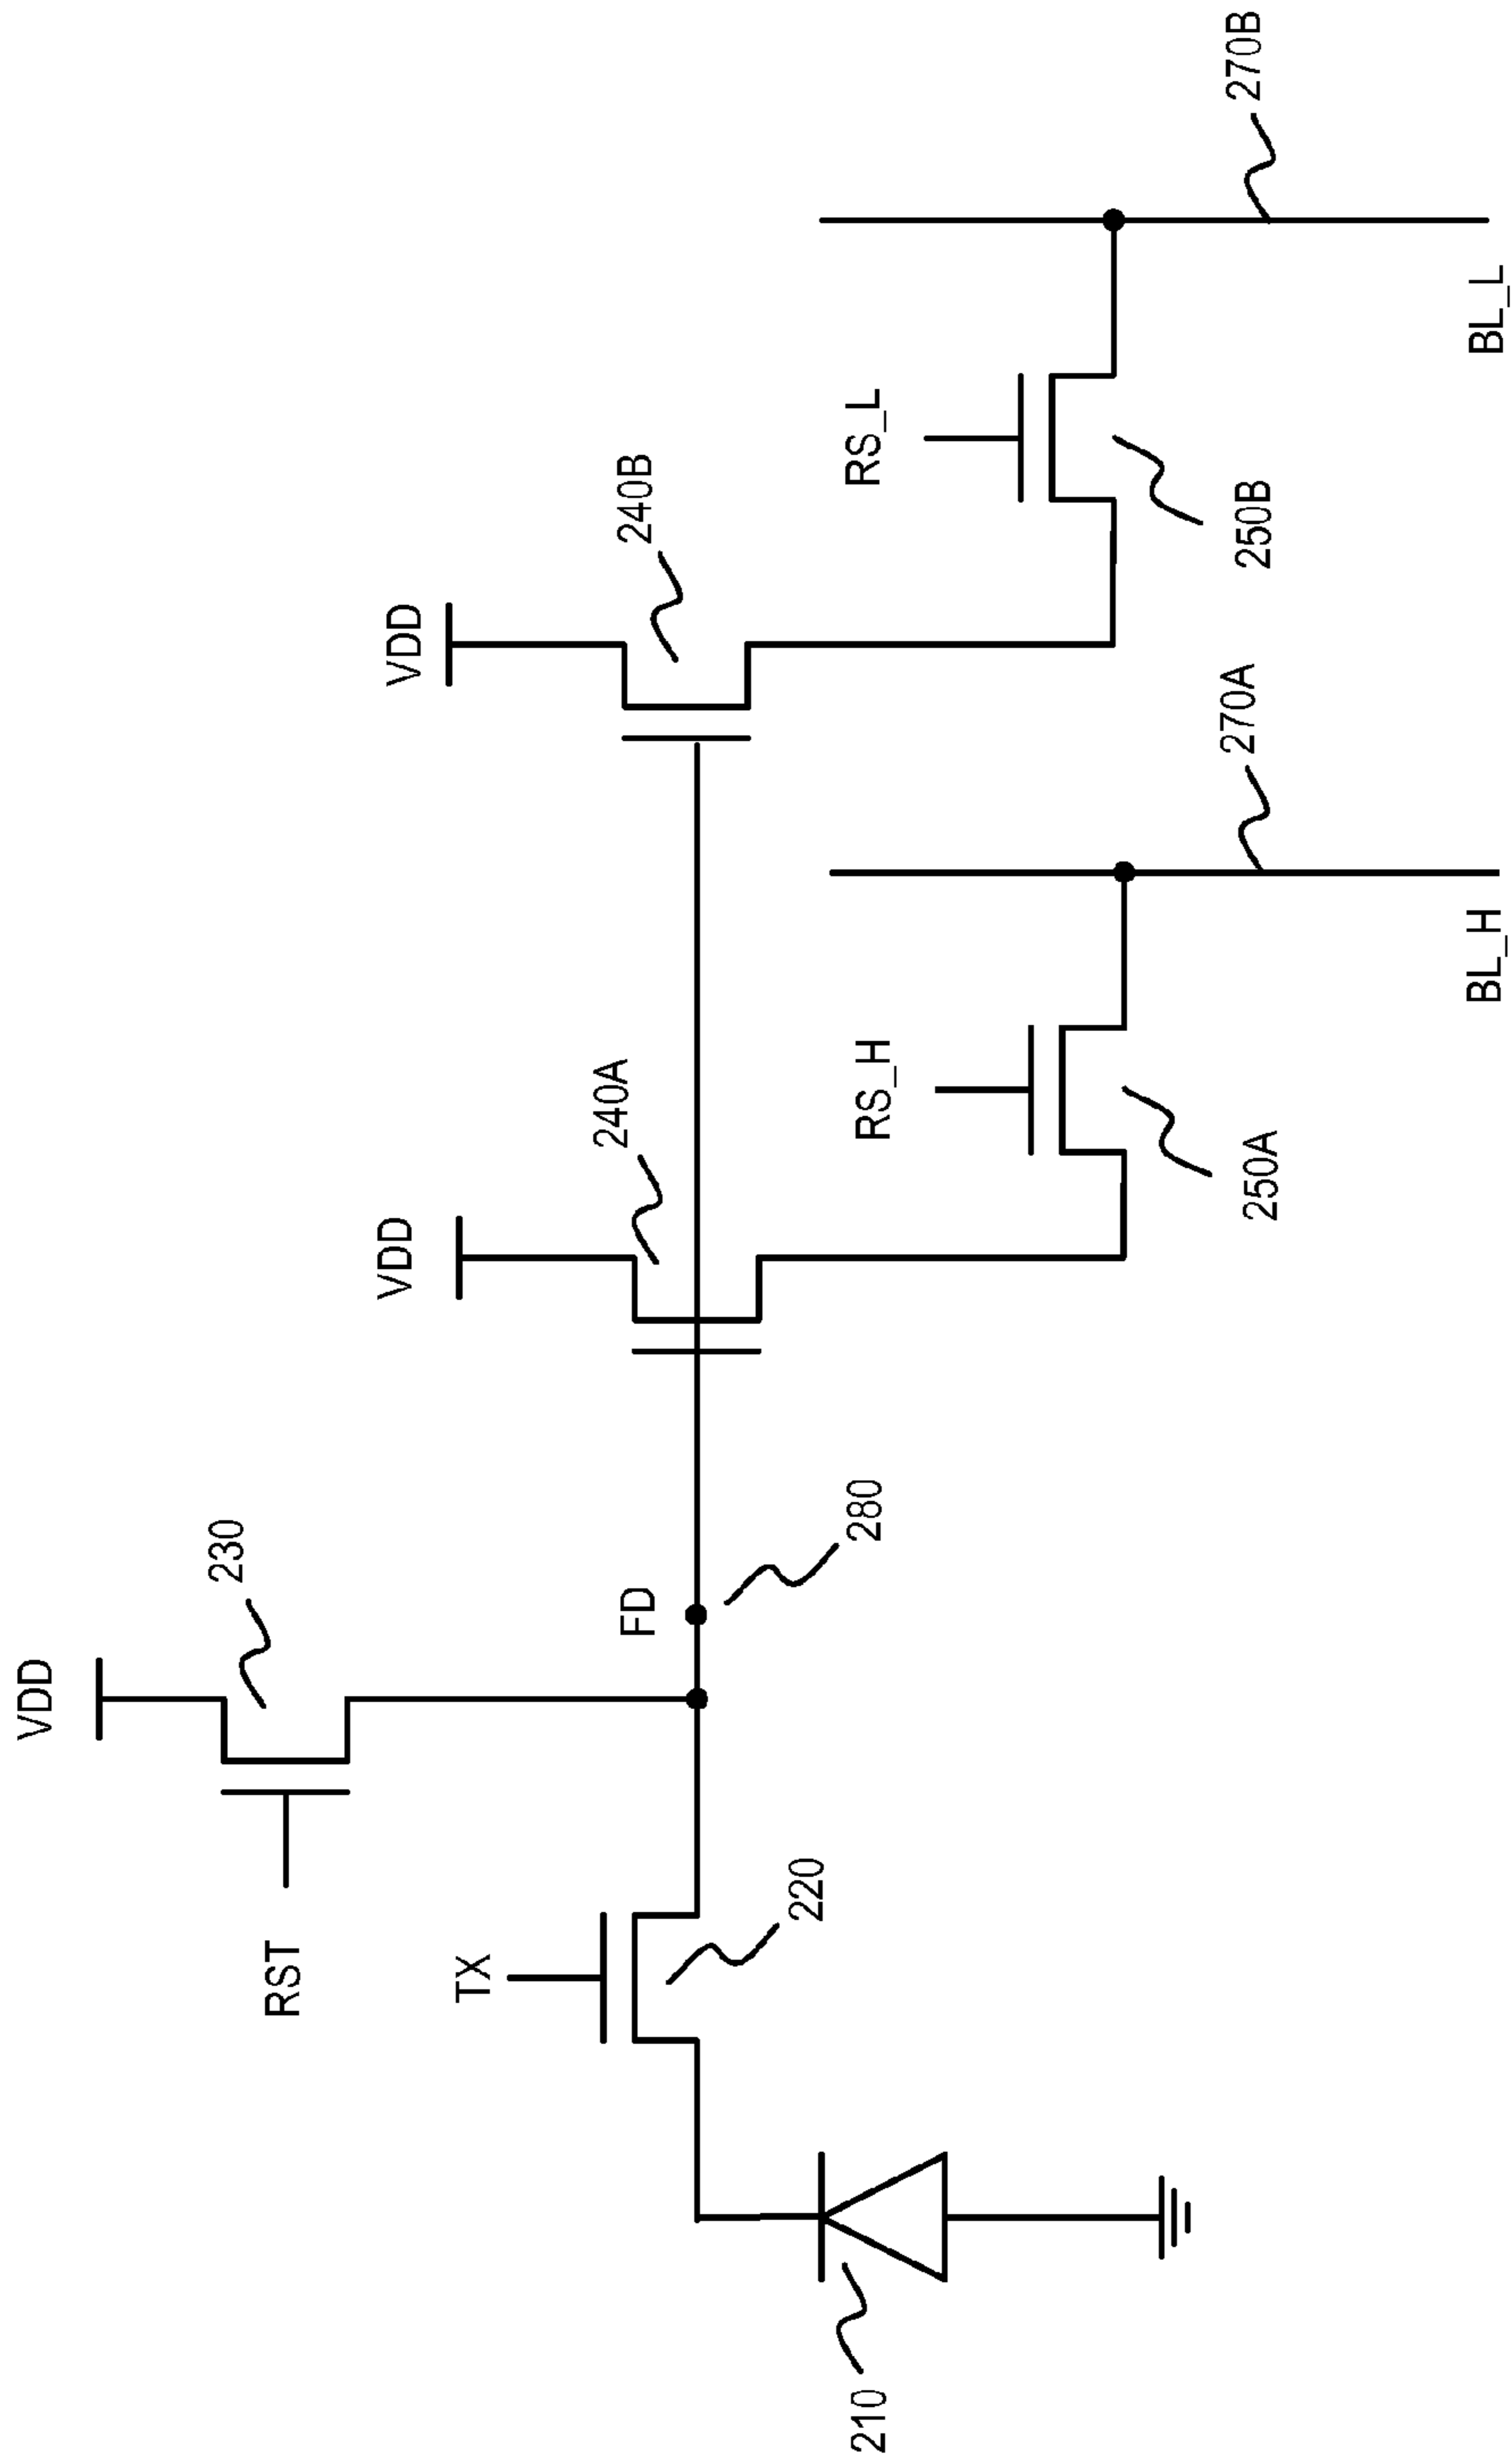 VDD
230
RST
TX
220
FD
280
210
VDD
240A
RS_H
250A
270A
BL_H
VDD
240B
RS_L
250B
270B
BL_L